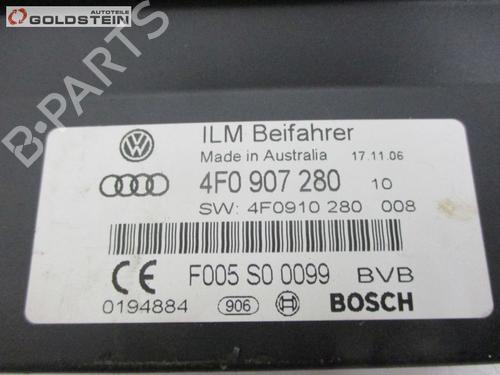 AUTOTEILE
GOLDSTEIN
B-PARTS
ILM Beifahrer
Made in Australia 17.11.06
4F0 907 280 10
SW: 4F0910 280 008
CE F005 S0 0099 BVB
0194884 906 BOSCH